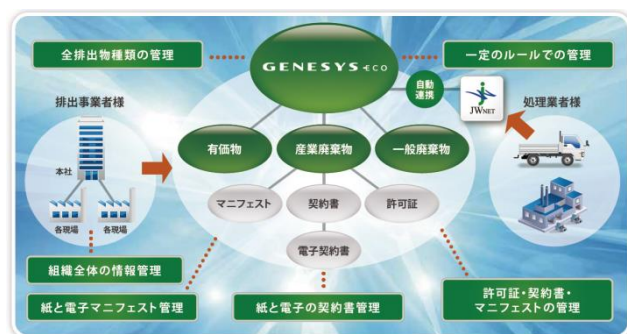 全排出物種類の管理
GENESYS ECO
一定のルールでの管理
自動
連携
JWNET
排出事業者様
処理業者様
有価物
産業廃棄物
一般廃棄物
本社
マニフェスト
契約書
許可証
各現場
各現場
電子契約書
組織全体の情報管理
紙と電子マニフェスト管理
紙と電子の契約書管理
許可証・契約書・
マニフェストの管理